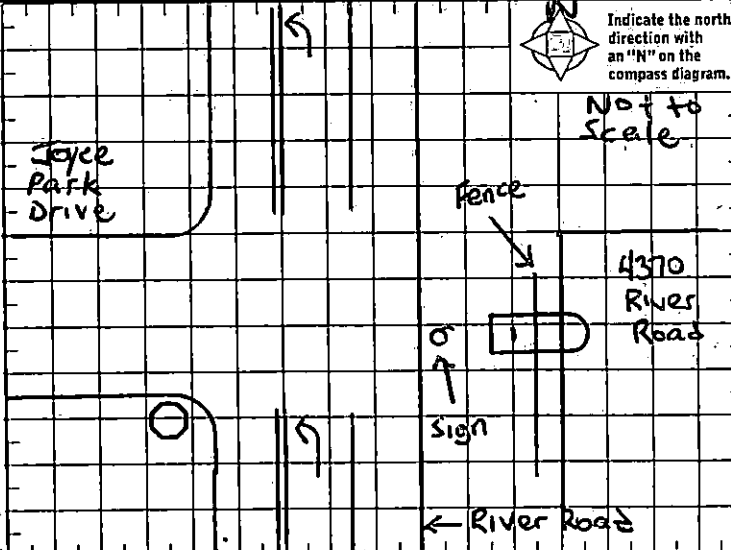 N
Indicate the north
direction with
an "N" on the
compass diagram.
Not to
Scale
Joyce
Park
Drive
Fence
4370
River
Road
Sign
River Road